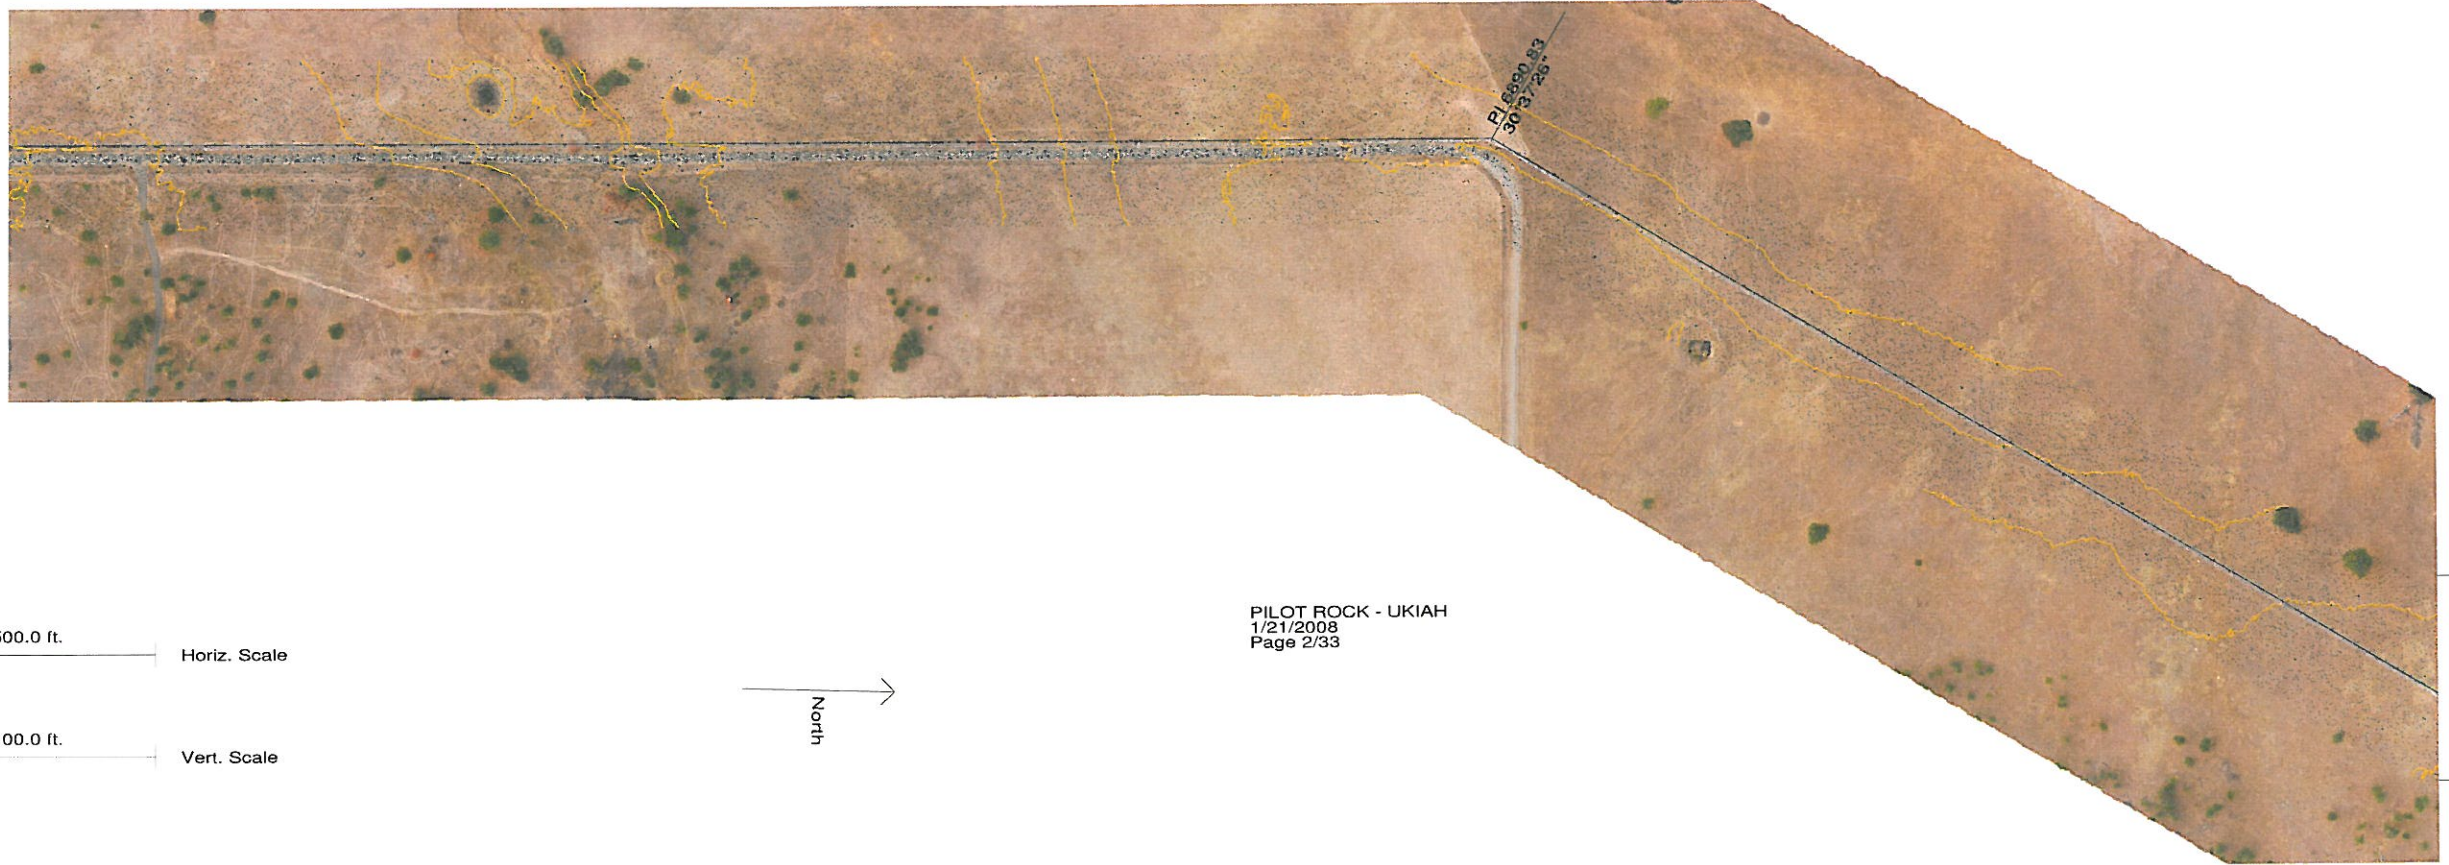 PI 6890.83
30°37'26"
PILOT ROCK - UKIAH
1/21/2008
Page 2/33
00.0 ft.
Horiz. Scale
North
00.0 ft.
Vert. Scale